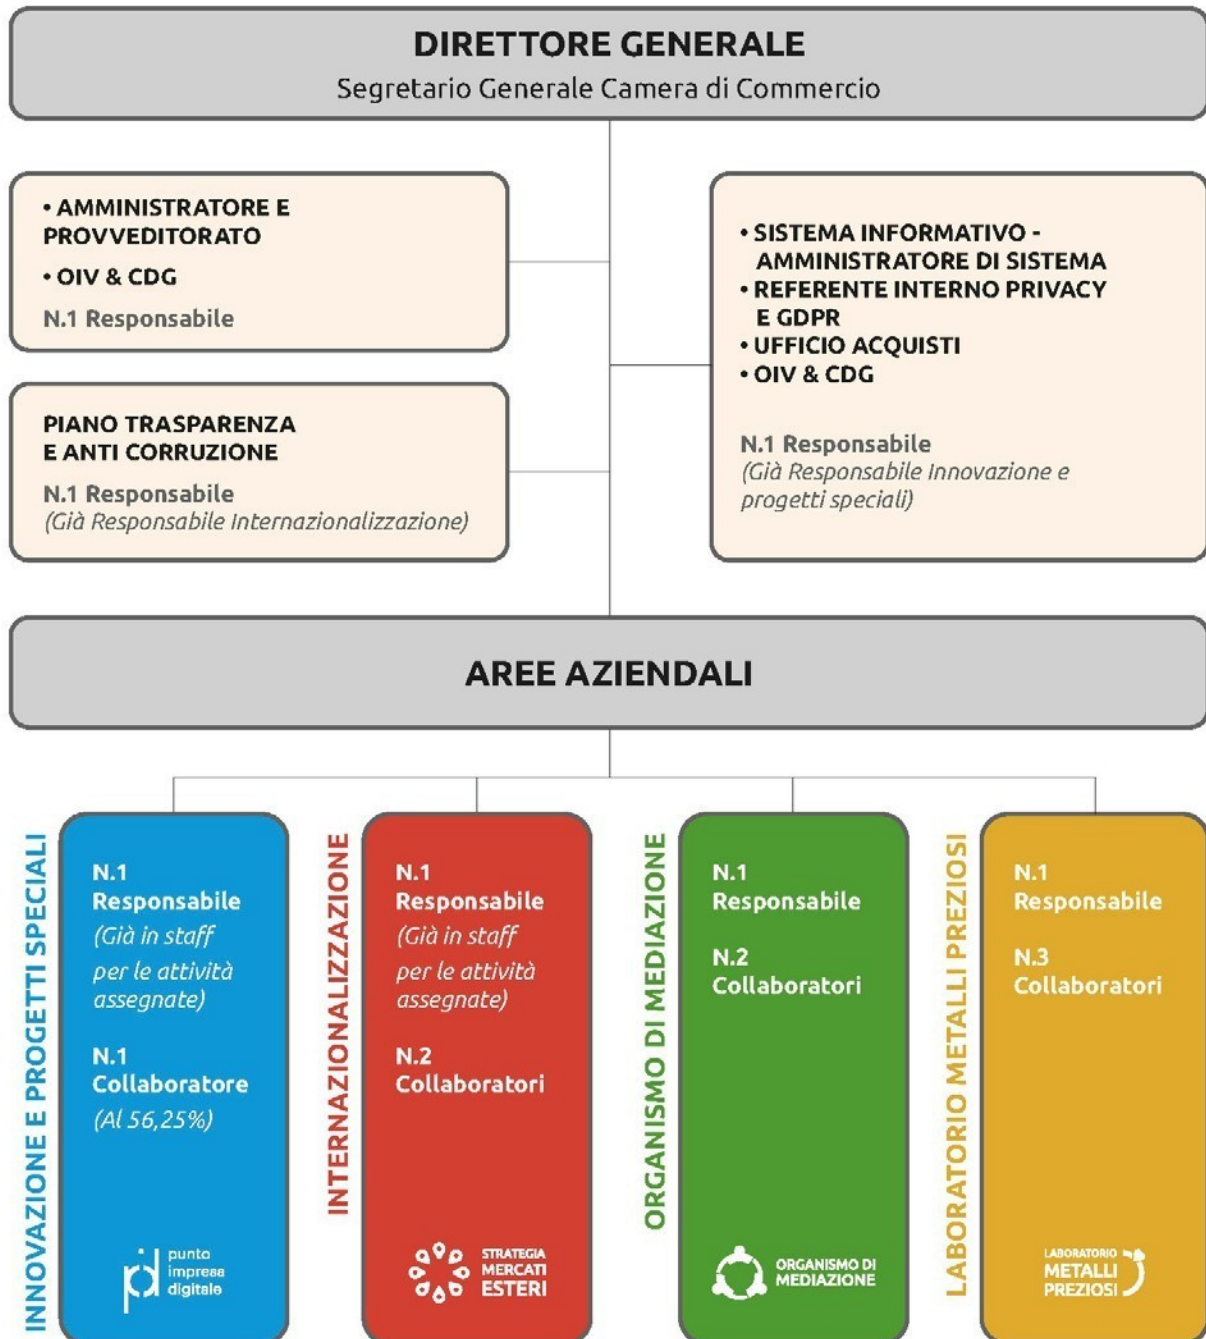 DIRETTORE GENERALE
Segretario Generale Camera di Commercio
• AMMINISTRATORE E
PROVVEDITORATO
• OIV & CDG
N.1 Responsabile
PIANO TRASPARENZA
E ANTI CORRUZIONE
N.1 Responsabile
(Già Responsabile Internazionalizzazione)
• SISTEMA INFORMATIVO -
AMMINISTRATORE DI SISTEMA
• REFERENTE INTERNO PRIVACY
E GDPR
• UFFICIO ACQUISTI
• OIV & CDG
N.1 Responsabile
(Già Responsabile Innovazione e
progetti speciali)
AREE AZIENDALI
INNOVAZIONE E PROGETTI SPECIALI
N.1
Responsabile
(Già in staff
per le attività
assegnate)
N.1
Collaboratore
(Al 56,25%)
pid
punto
impresa
digitale
INTERNAZIONALIZZAZIONE
N.1
Responsabile
(Già in staff
per le attività
assegnate)
N.2
Collaboratori
STRATEGIA
MERCATI
ESTERI
ORGANISMO DI MEDIAZIONE
N.1
Responsabile
N.2
Collaboratori
ORGANISMO DI
MEDIAZIONE
LABORATORIO METALLI PREZIOSI
N.1
Responsabile
N.3
Collaboratori
LABORATORIO
METALLI
PREZIOSI